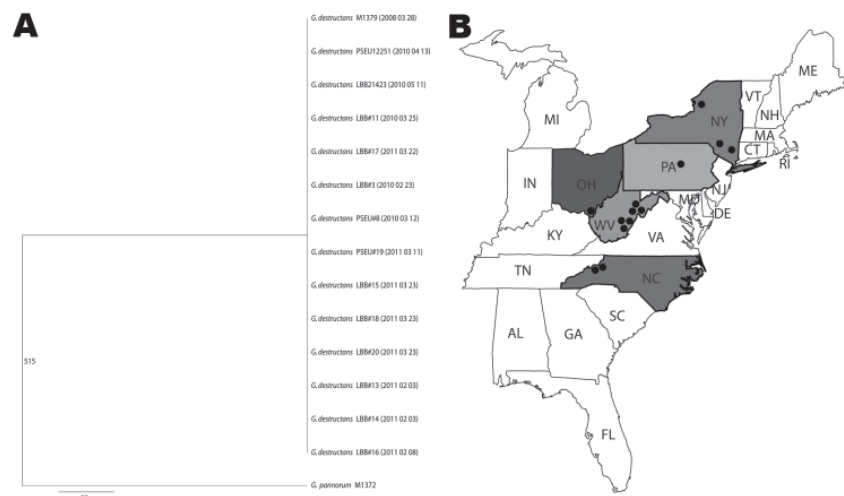 A
G.destructans M1379 (2008 03 28)
G.destructans PSEU12251 (2010 04 13)
G.destructans LBB21423 (2010 05 11)
G.destructans LBB#11 (2010 03 25)
G.destructans LBB#17 (2011 03 22)
G.destructans LBB#3 (2010 02 23)
G.destructans PSEU#8 (2010 03 12)
G.destructans PSEU#19 (2011 03 11)
G.destructans LBB#15 (2011 03 23)
G.destructans LBB#18 (2011 03 23)
G.destructans LBB#20 (2011 03 23)
G.destructans LBB#13 (2011 02 03)
G.destructans LBB#14 (2011 02 03)
G.destructans LBB#16 (2011 02 08)
G. pannorum M1372
515
B
ME
VT
NH
MI
NY
MA
CT
RI
PA
IN
OH
NJ
MD
DE
WV
KY
VA
TN
NC
SC
AL
GA
FL